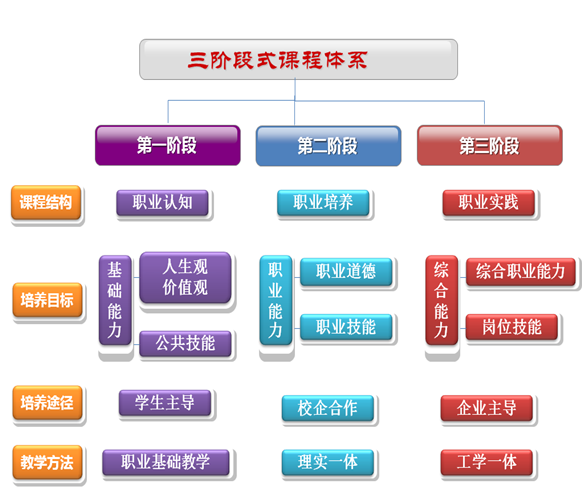 三阶段式课程体系
第一阶段
第二阶段
第三阶段
课程结构
职业认知
职业培养
职业实践
培养目标
基础能力
人生观
价值观
公共技能
职业能力
职业道德
职业技能
综合能力
综合职业能力
岗位技能
培养途径
学生主导
校企合作
企业主导
教学方法
职业基础教学
理实一体
工学一体